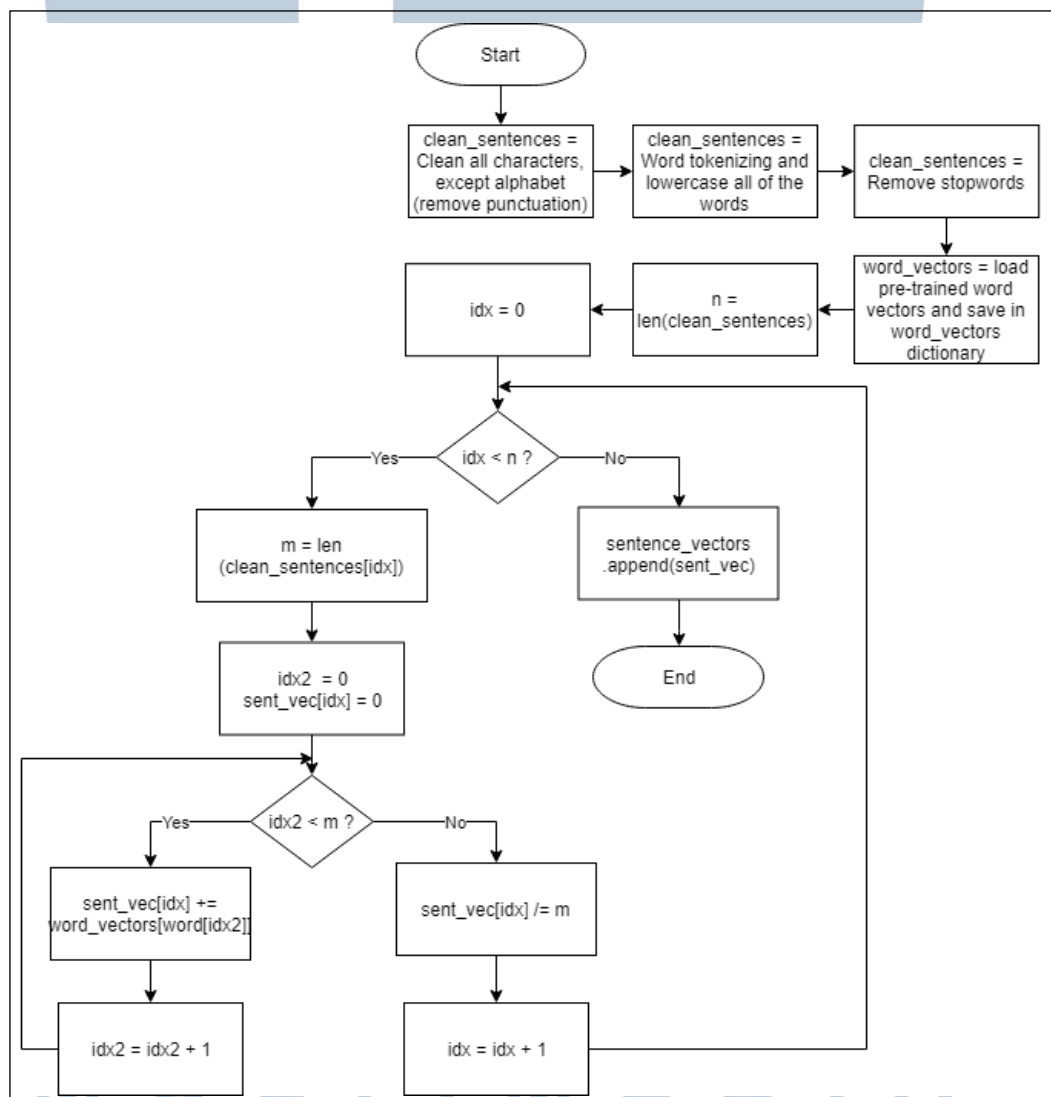 Start
clean_sentences =
Clean all characters,
except alphabet
(remove punctuation)
clean_sentences =
Word tokenizing and
lowercase all of the
words
clean_sentences =
Remove stopwords
word_vectors = load
pre-trained word
vectors and save in
word_vectors
dictionary
n =
len(clean_sentences)
idx = 0
idx < n ?
Yes
No
m = len
(clean_sentences[idx])
sentence_vectors
.append(sent_vec)
idx2 = 0
sent_vec[idx] = 0
End
idx2 < m ?
Yes
No
sent_vec[idx] +=
word_vectors[word[idx2]]
sent_vec[idx] /= m
idx2 = idx2 + 1
idx = idx + 1